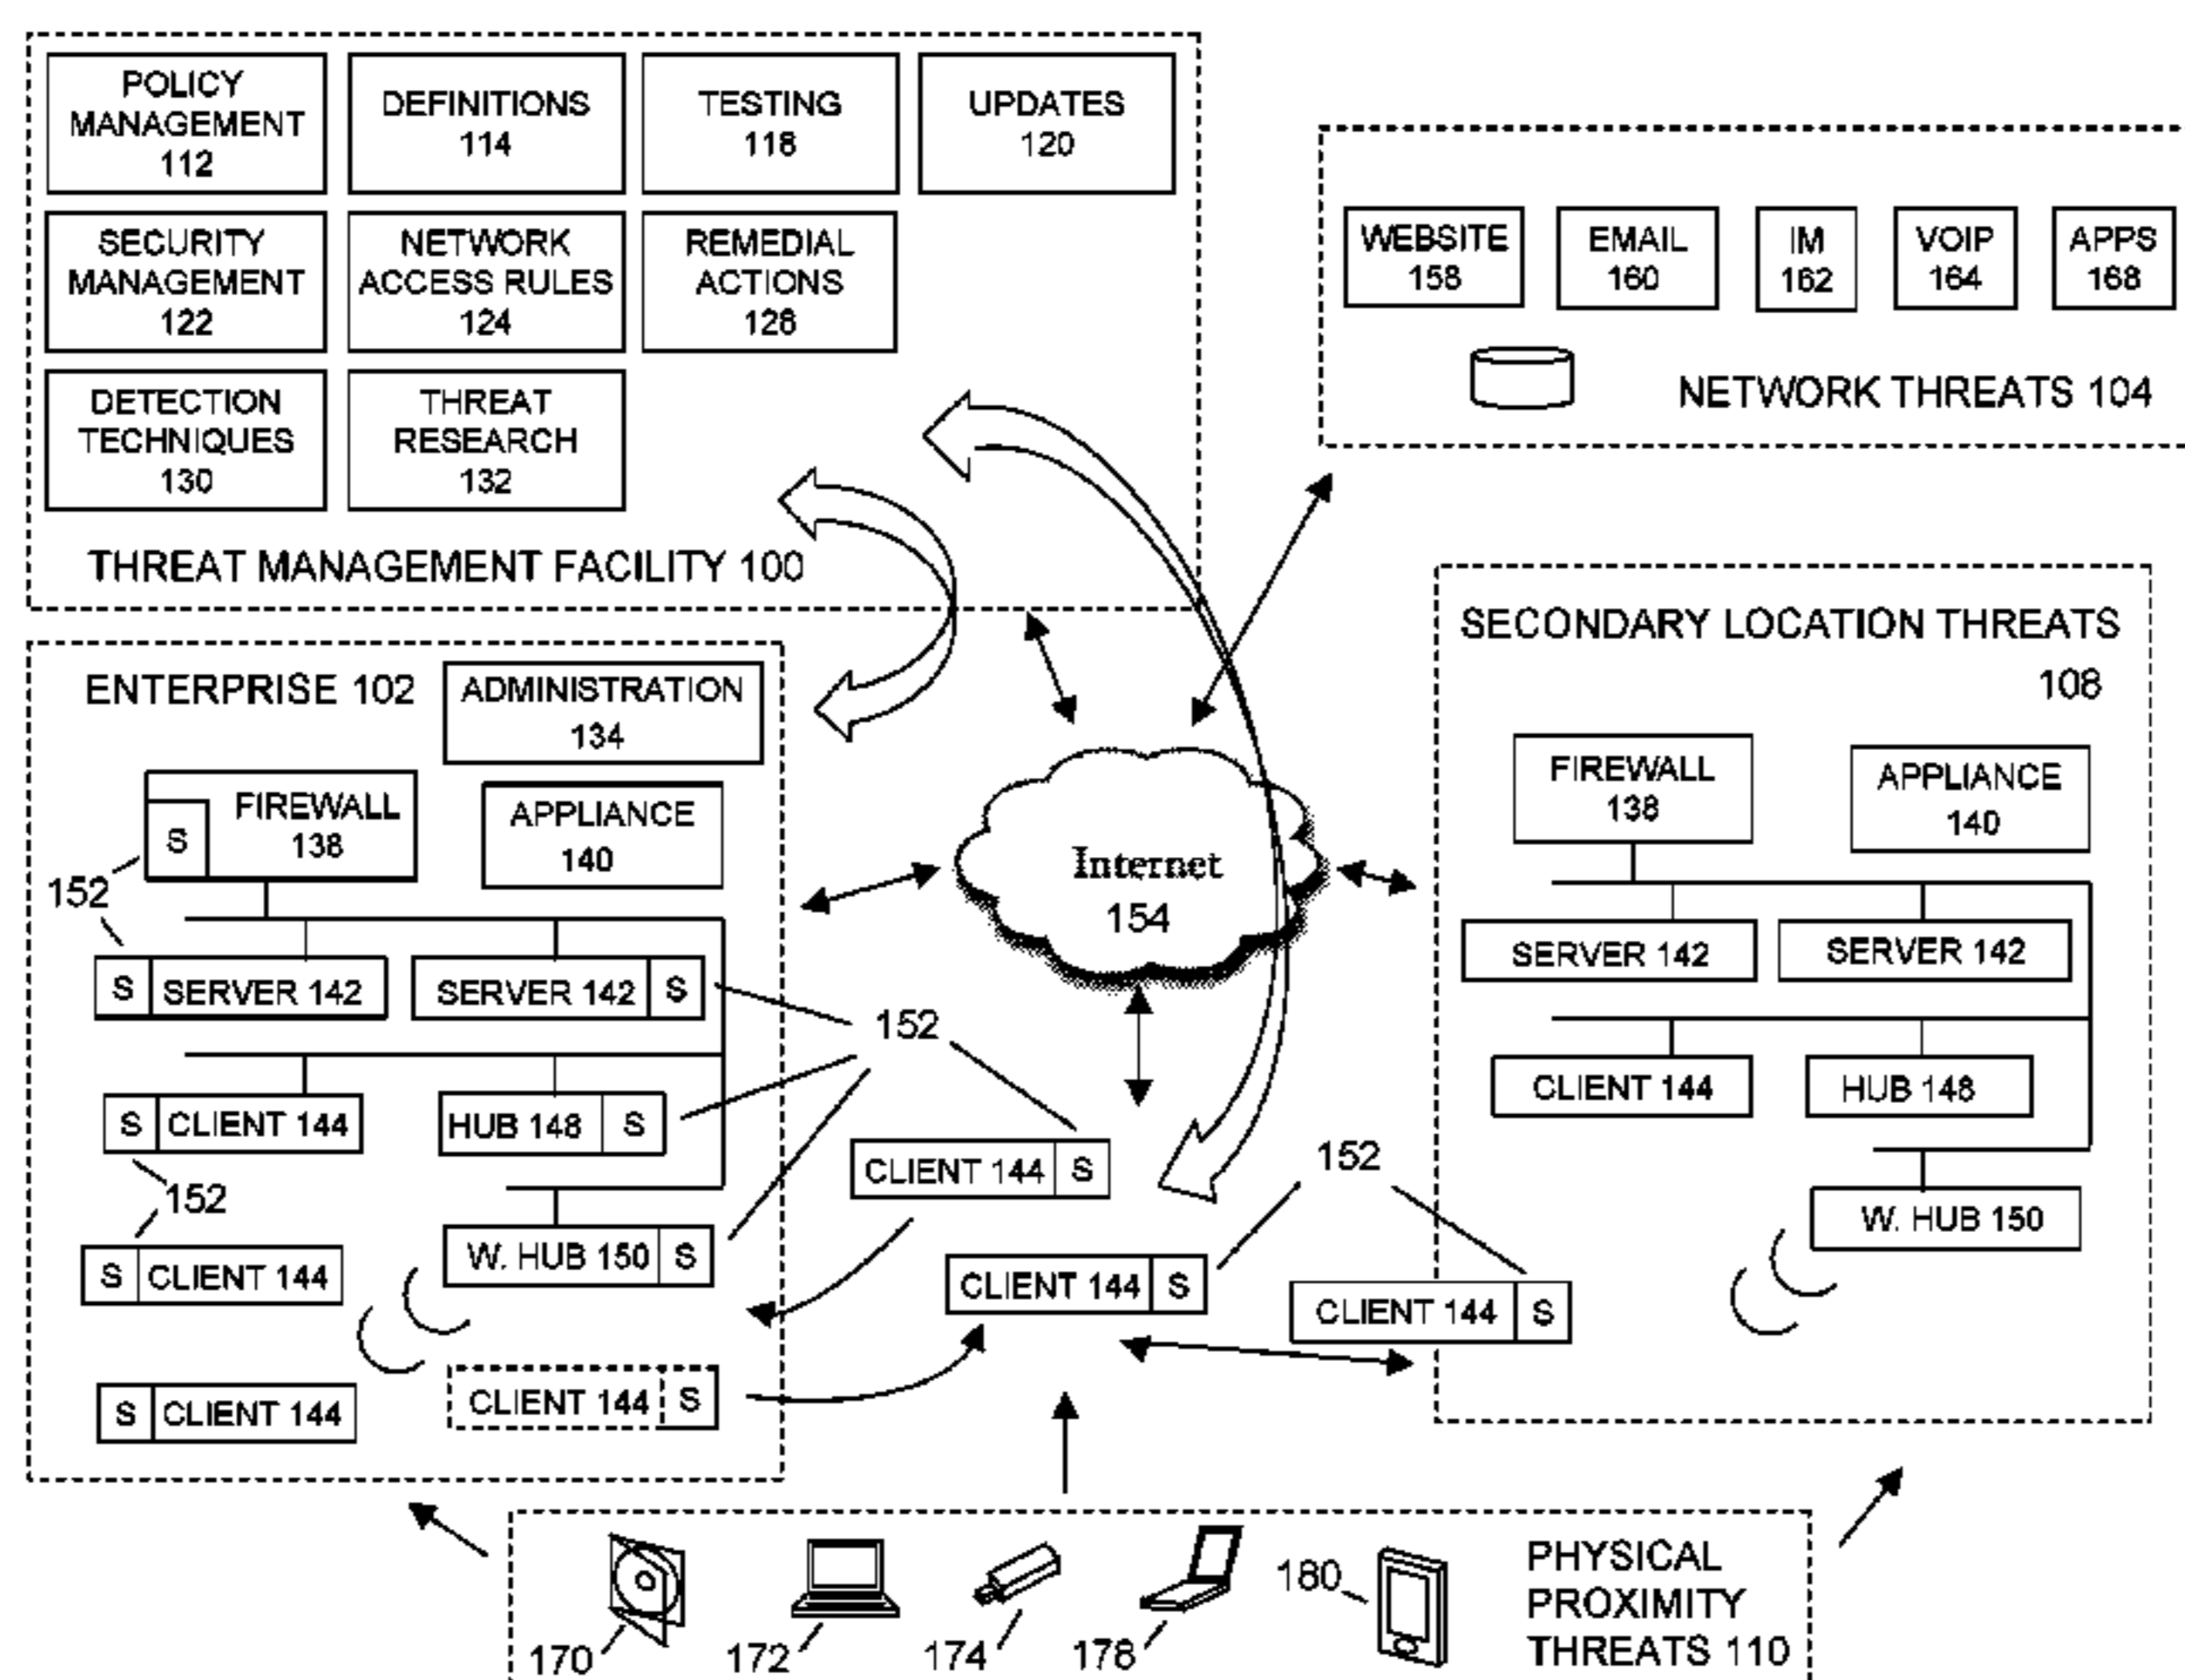 POLICY
MANAGEMENT
112
DEFINITIONS
114
TESTING
118
UPDATES
120
SECURITY
MANAGEMENT
122
NETWORK
ACCESS RULES
124
REMEDIAL
ACTIONS
128
DETECTION
TECHNIQUES
130
THREAT
RESEARCH
132
THREAT MANAGEMENT FACILITY 100
WEBSITE
158
EMAIL
160
IM
162
VOIP
164
APPS
168
NETWORK THREATS 104
ENTERPRISE 102
ADMINISTRATION
134
S
FIREWALL
138
APPLIANCE
140
152
S SERVER 142
SERVER 142 S
S CLIENT 144
HUB 148 S
152
S CLIENT 144
W. HUB 150 S
S CLIENT 144
CLIENT 144 S
Internet
154
152
CLIENT 144 S
152
CLIENT 144 S
CLIENT 144 S
SECONDARY LOCATION THREATS
108
FIREWALL
138
APPLIANCE
140
SERVER 142
SERVER 142
CLIENT 144
HUB 148
W. HUB 150
170
172
174
178
180
PHYSICAL
PROXIMITY
THREATS 110